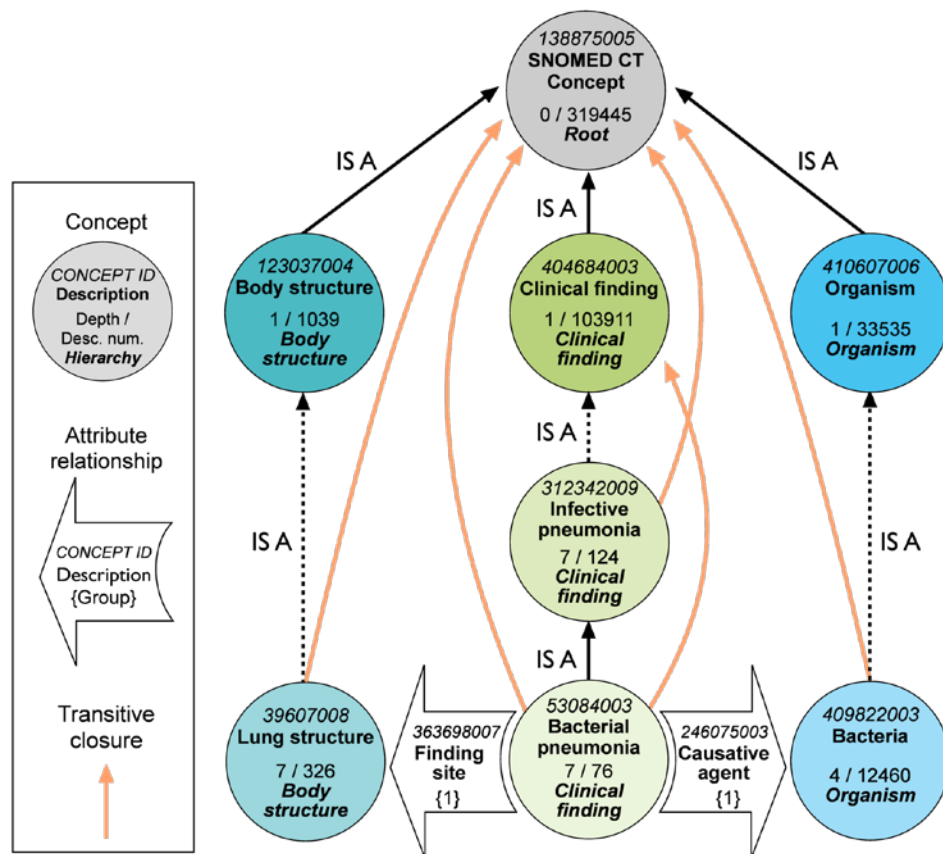 138875005
SNOMED CT
Concept
0 / 319445
Root
IS A
IS A
IS A
Concept
CONCEPT ID
Description
Depth /
Desc. num.
Hierarchy
123037004
Body structure
1 / 1039
Body
structure
404684003
Clinical finding
1 / 103911
Clinical
finding
410607006
Organism
1 / 33535
Organism
Attribute
relationship
CONCEPT ID
Description
{Group}
IS A
IS A
IS A
312342009
Infective
pneumonia
7 / 124
Clinical
finding
IS A
Transitive
closure
39607008
Lung structure
7 / 326
Body
structure
363698007
Finding
site
{1}
53084003
Bacterial
pneumonia
7 / 76
Clinical
finding
246075003
Causative
agent
{1}
409822003
Bacteria
4 / 12460
Organism